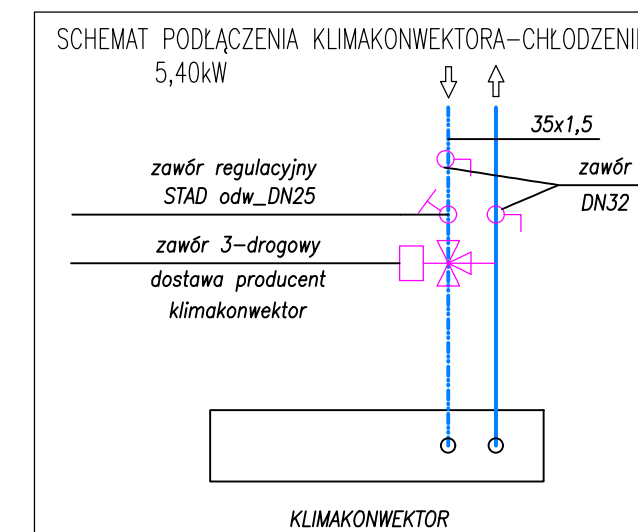 SCHEMAT PODŁĄCZENIA KLIMAKONWEKTORA-CHŁODZENIE
5,40kW
35x1,5
zawór regulacyjny
STAD odw_DN25
zawór
DN32
zawór 3-drogowy
dostawa producent
klimakonwektor
KLIMAKONWEKTOR